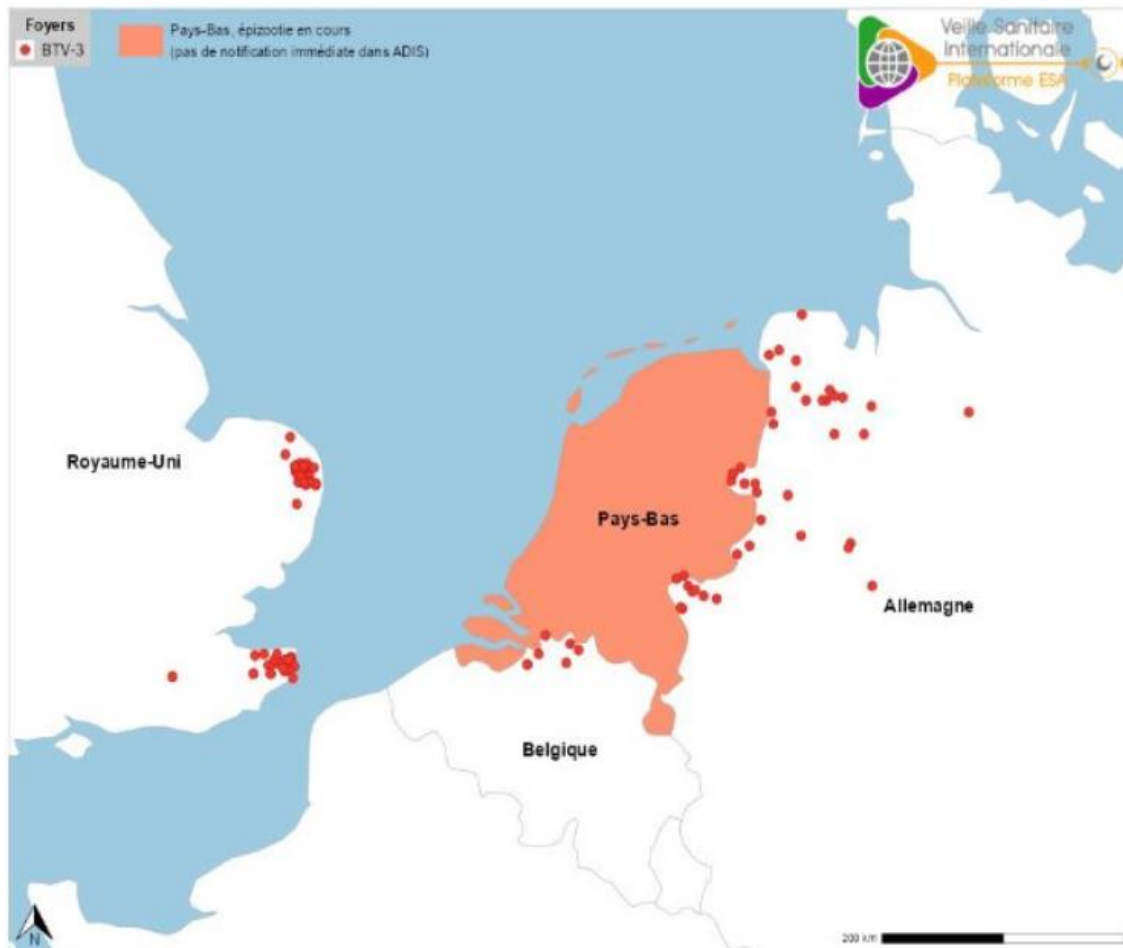 Foyers
BTV-3
Pays-Bas, épizootie en cours
(pas de notification immédiate dans ADIS)
Veille Sanitaire
Internationale
Plateforme ESA
Royaume-Uni
Pays-Bas
Allemagne
Belgique
N
200 km